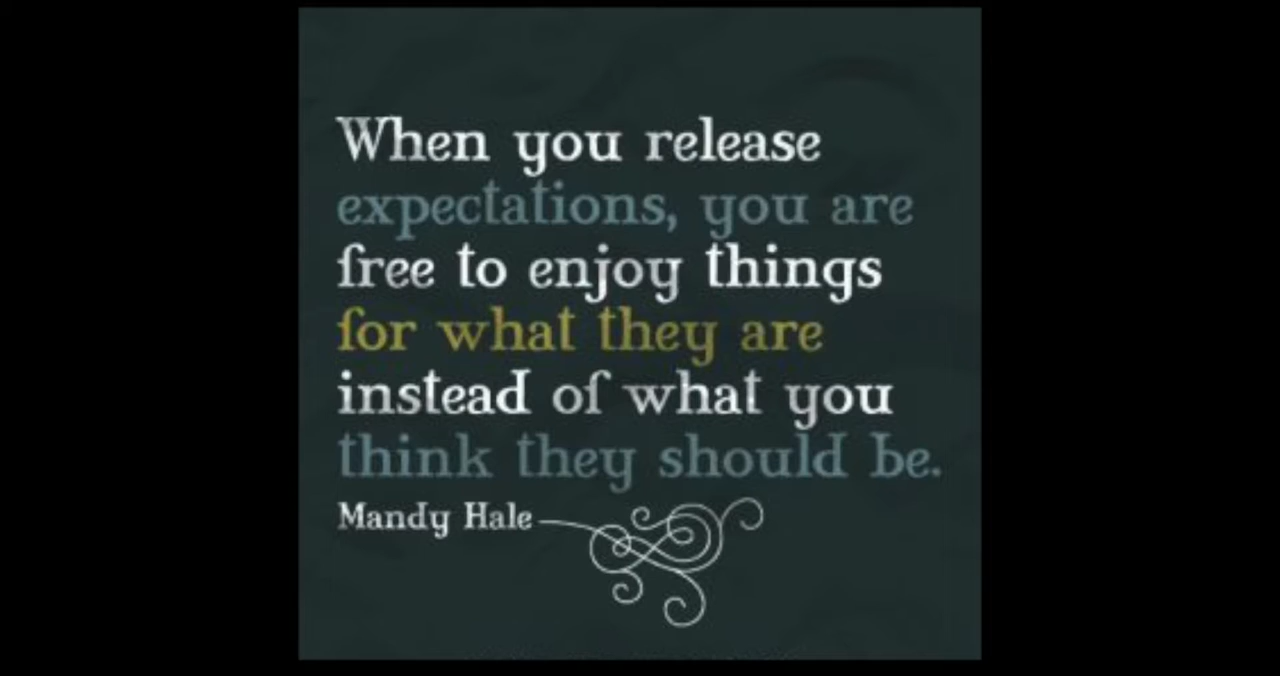 When you release
expectations, you are
free to enjoy things
for what they are
instead of what you
think they should be.
Mandy Hale